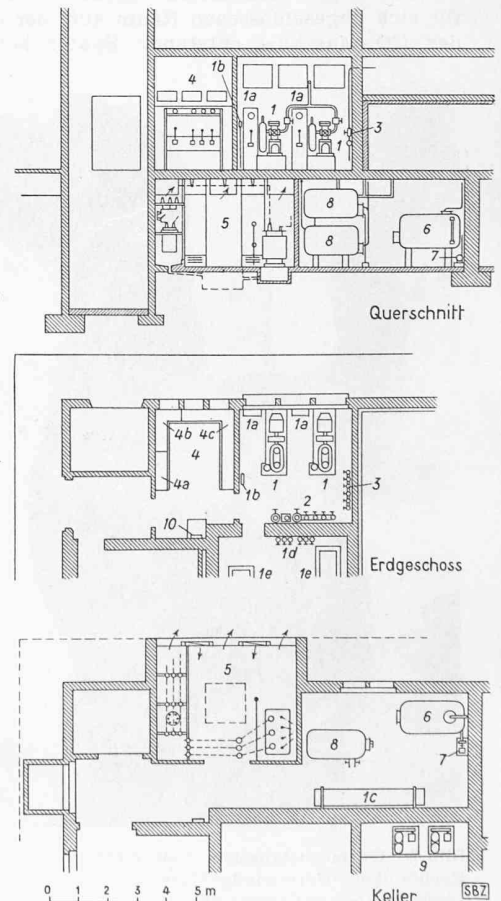 4 1b 1a 1a
1 1 3
5 8 6
8 7
Querschnitt
4b 4c 1a 1a
4
4a 1b 1 1 3
2
10 1d
1e 1e Erdgeschoss
5 6
8 7
1c
9
0 1 2 3 4 5 m Keller SBZ